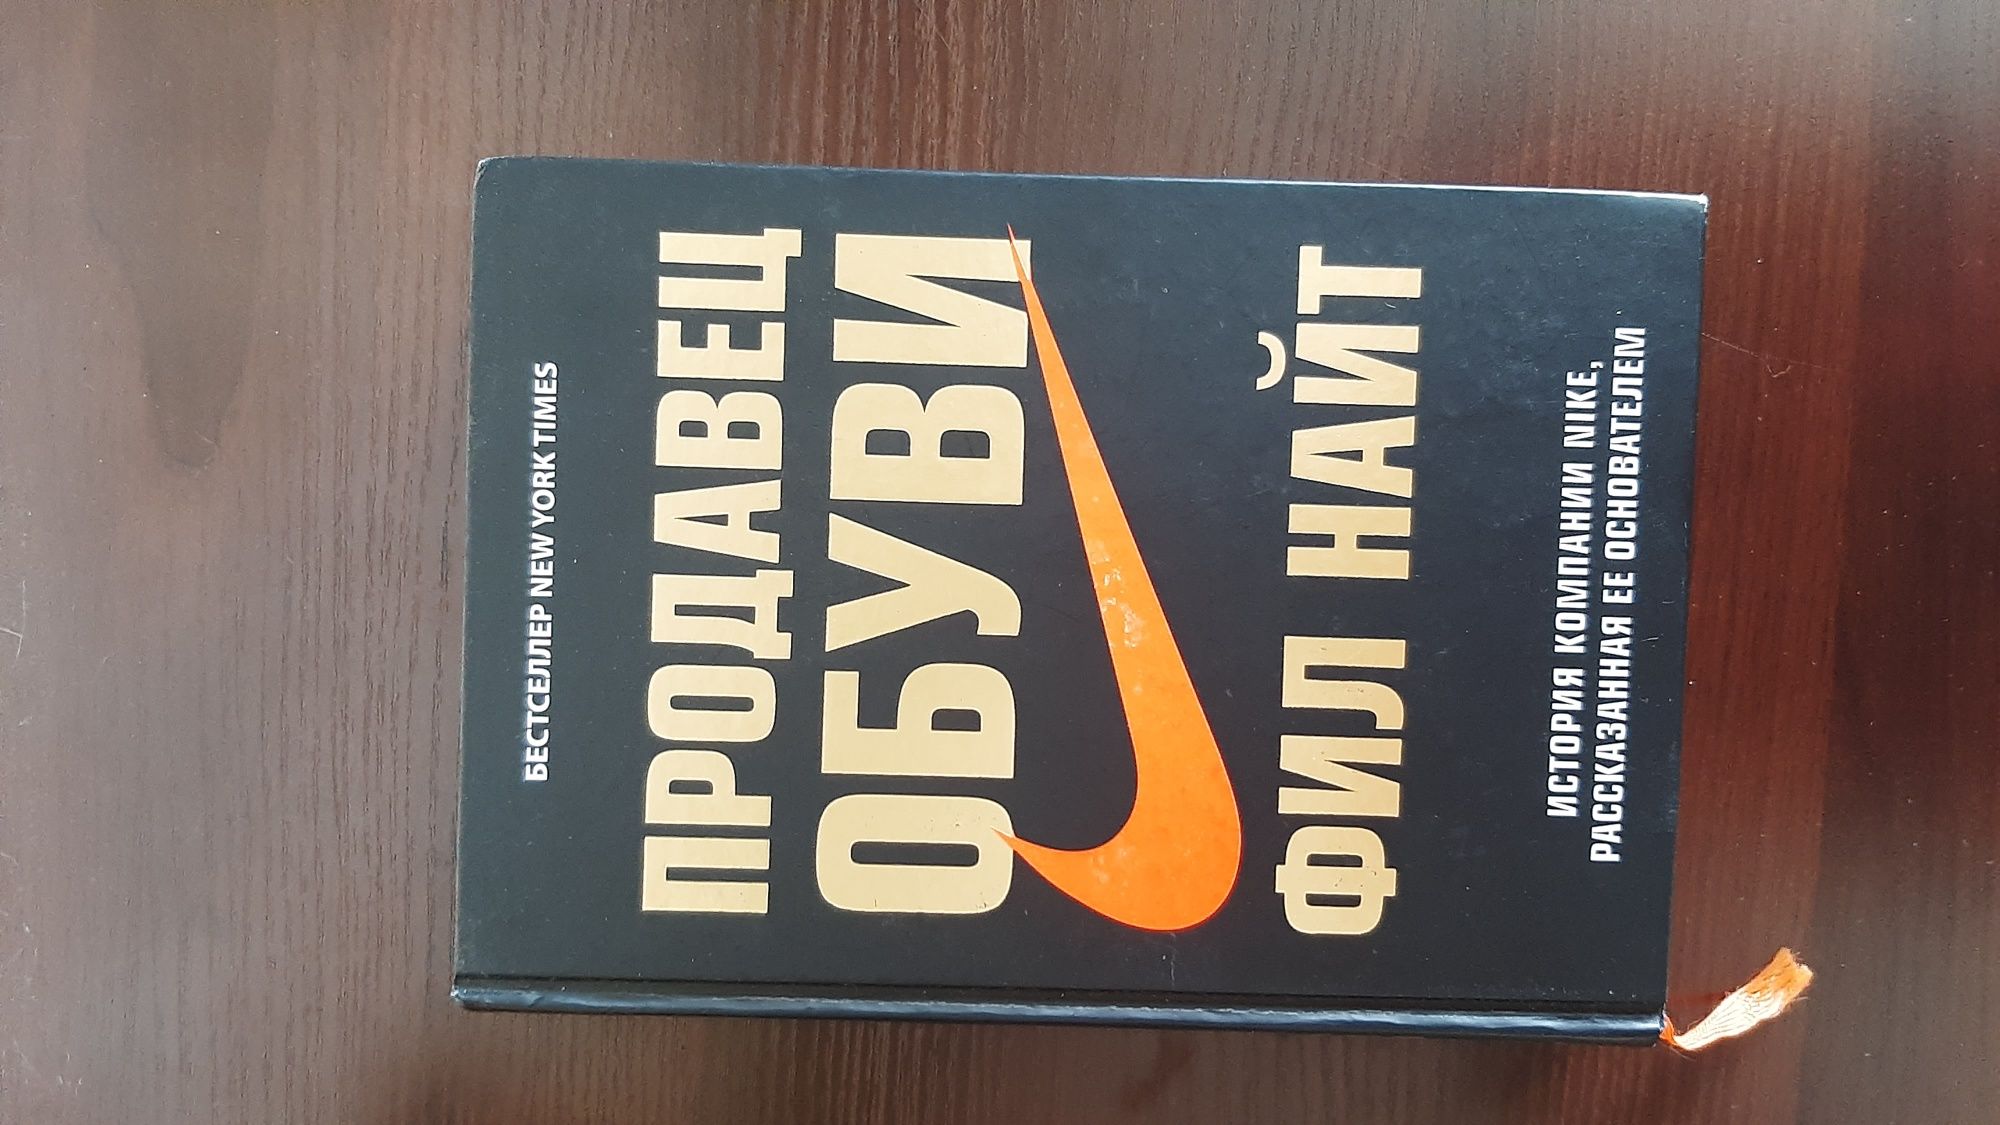 БЕСТСЕЛЛЕР NEW YORK TIMES
ПРОДАВЕЦ
ОБУВИ
ФИЛ НАЙТ
ИСТОРИЯ КОМПАНИИ NIKE,
РАССКАЗАННАЯ ЕЕ ОСНОВАТЕЛЕМ